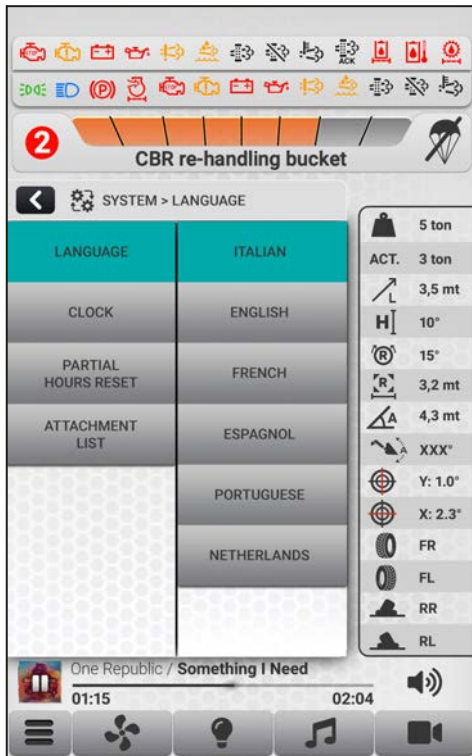 STOP
ACK
STOP
2
CBR re-handling bucket
SYSTEM > LANGUAGE
LANGUAGE
CLOCK
PARTIAL
HOURS RESET
ATTACHMENT
LIST
ITALIAN
ENGLISH
FRENCH
ESPAGNOL
PORTUGUESE
NETHERLANDS
5 ton
ACT. 3 ton
L 3,5 mt
H 10°
R 15°
R 3,2 mt
A 4,3 mt
A XXX°
Y: 1.0°
X: 2.3°
FR
FL
RR
RL
One Republic / Something I Need
01:15 02:04